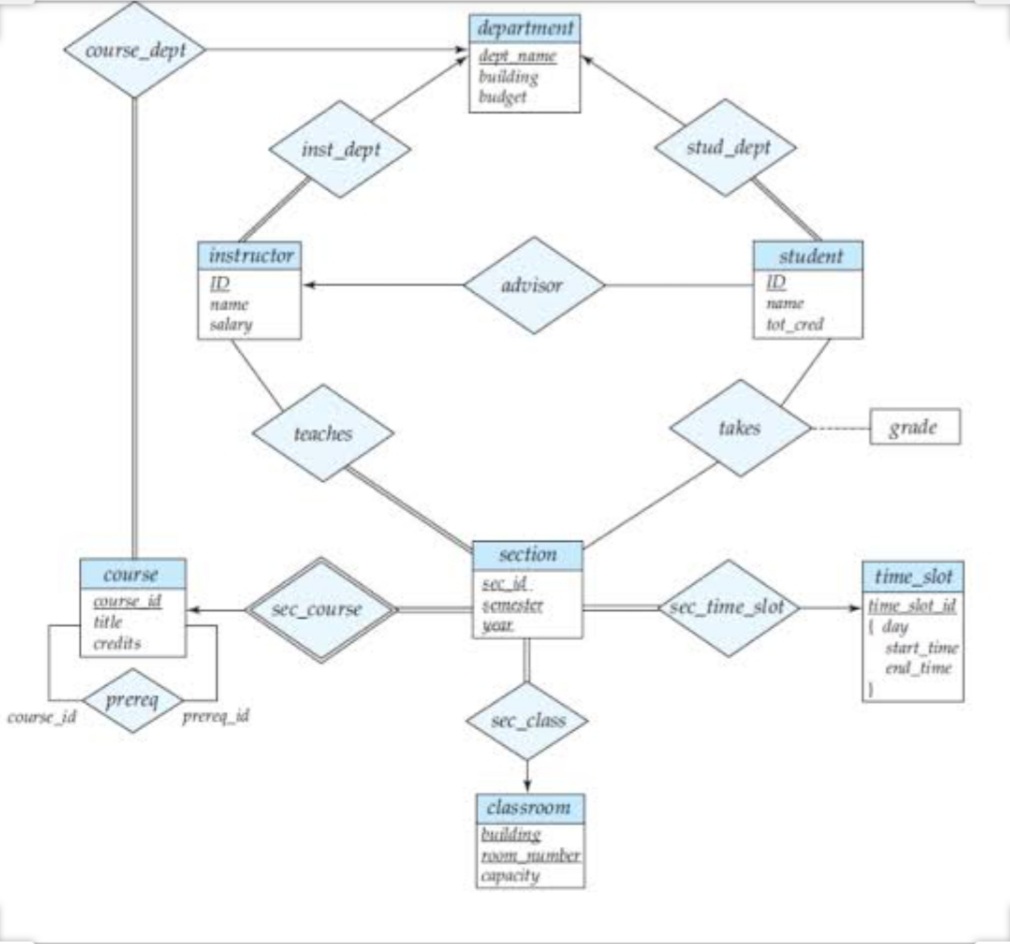 department
course_dept
dept_name
building
budget
inst_dept
stud_dept
instructor
ID
name
salary
advisor
student
ID
name
tot_cred
teaches
takes
grade
course
course_id
title
credits
sec_course
section
sec_id
semester
year
sec_time_slot
time_slot
time_slot_id
{ day
start_time
end_time
}
prereq
course_id
prereq_id
sec_class
classroom
building
room_number
capacity